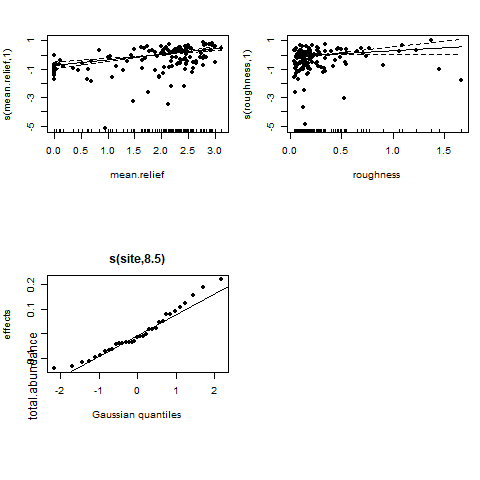 s(mean.relief,1)
1
-1
-3
-5
0.0 0.5 1.0 1.5 2.0 2.5 3.0
mean.relief
s(roughness,1)
1
-1
-3
-5
0.0 0.5 1.0 1.5
roughness
s(site,8.5)
effects
total.abundance
0.2
0.1
-2 -1 0 1 2
Gaussian quantiles